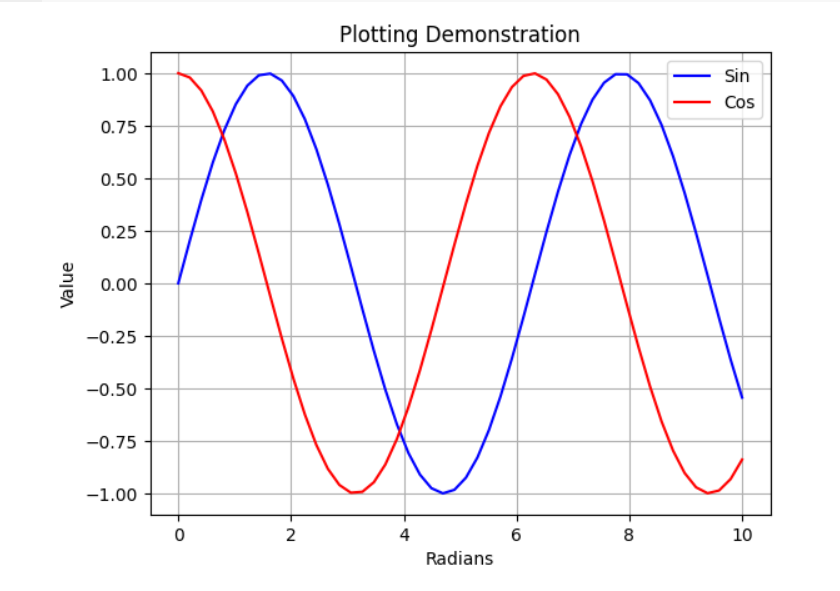 Plotting Demonstration
Sin
Cos
1.00
0.75
0.50
0.25
0.00
−0.25
−0.50
−0.75
−1.00
Value
0 2 4 6 8 10
Radians